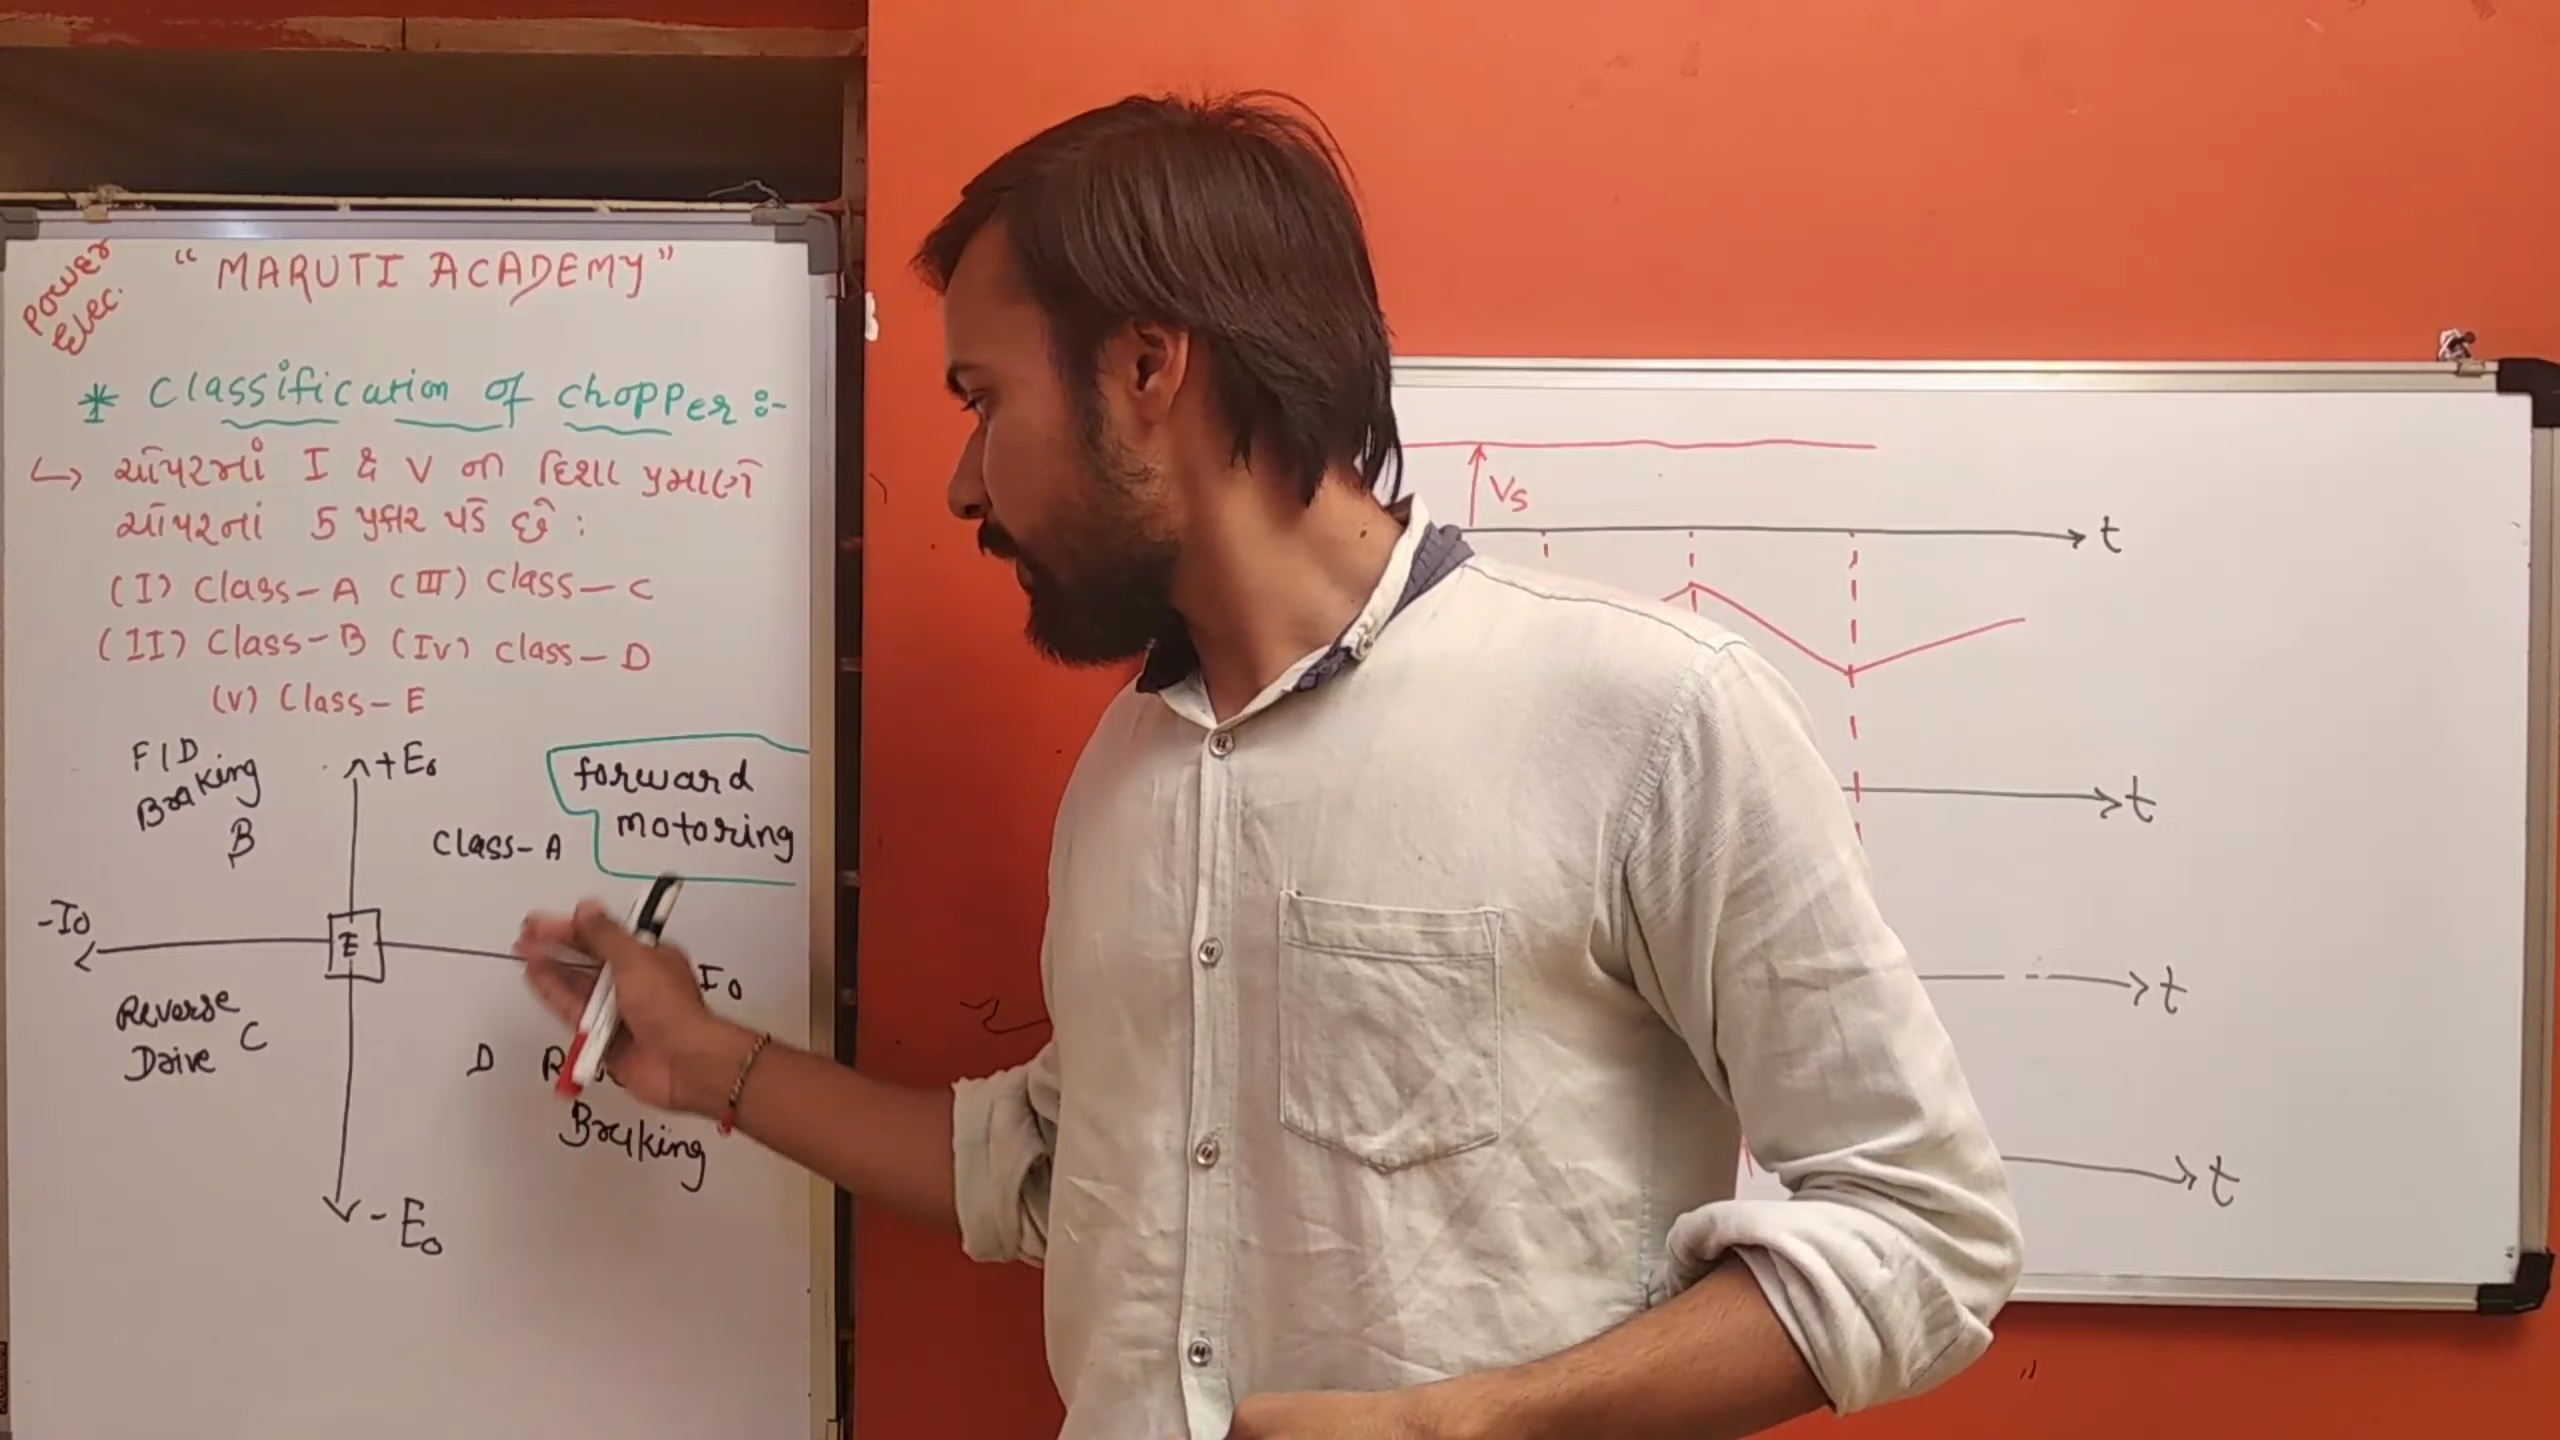 Power
Elec.
“MARUTI ACADEMY”
* Classification of chopper :-
↳ ચૉપરમાં I & V ની દિશા પ્રમાણે
ચૉપરનાં 5 પ્રકાર પડે છે :
(I) Class-A (III) Class-C
(II) Class-B (IV) Class-D
(V) Class-E
F/D
Braking
B
+E₀
forward
motoring
Class-A
-I₀
E
I₀
Reverse
Drive C
D R
Braking
-E₀
Vs
t
t
t
t